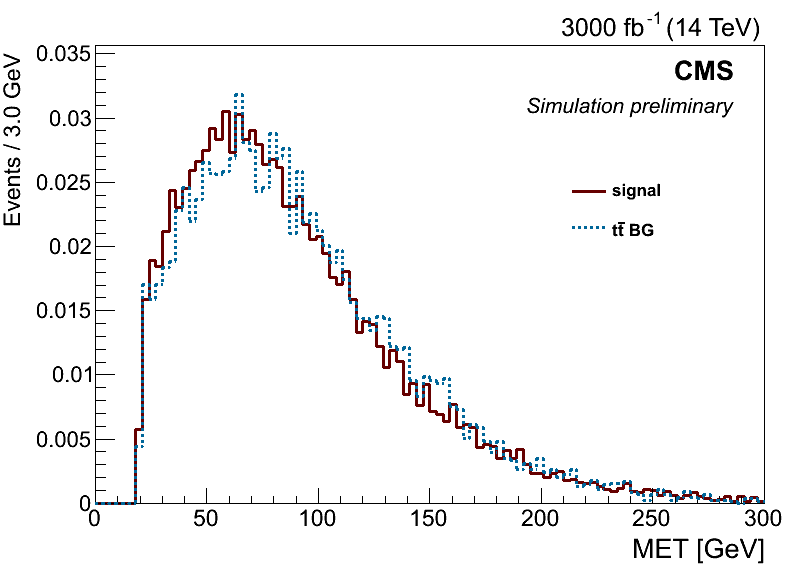 3000 fb⁻¹ (14 TeV)
CMS
Simulation preliminary
Events / 3.0 GeV
0.035
0.03
0.025
0.02
0.015
0.01
0.005
0
signal
tt̄ BG
0 50 100 150 200 250 300
MET [GeV]